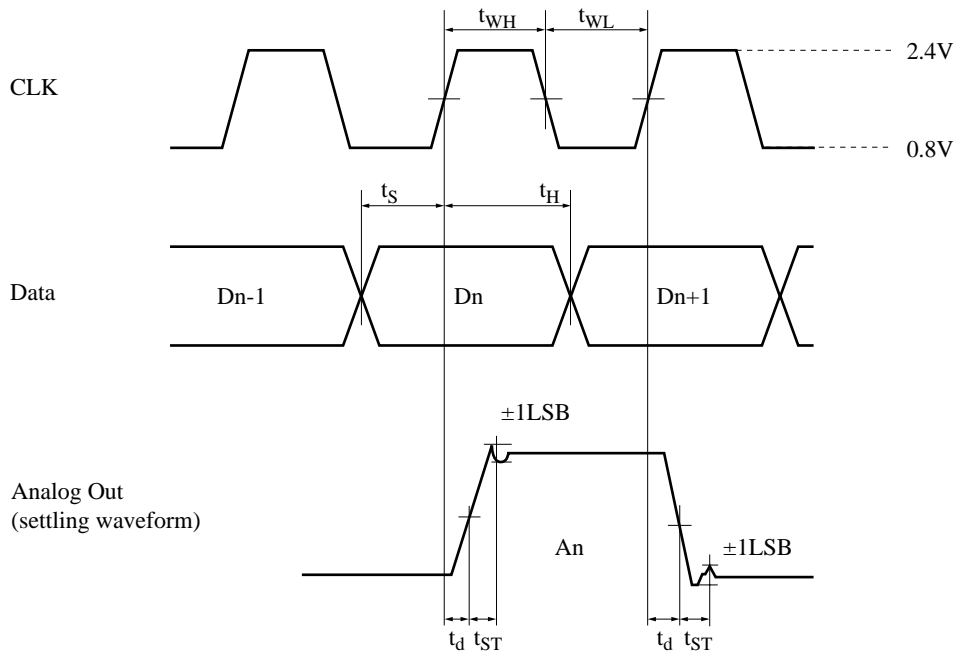 tWH
tWL
2.4V
CLK
0.8V
tS
tH
Data
Dn-1
Dn
Dn+1
±1LSB
Analog Out
(settling waveform)
An
±1LSB
td
tST
td
tST